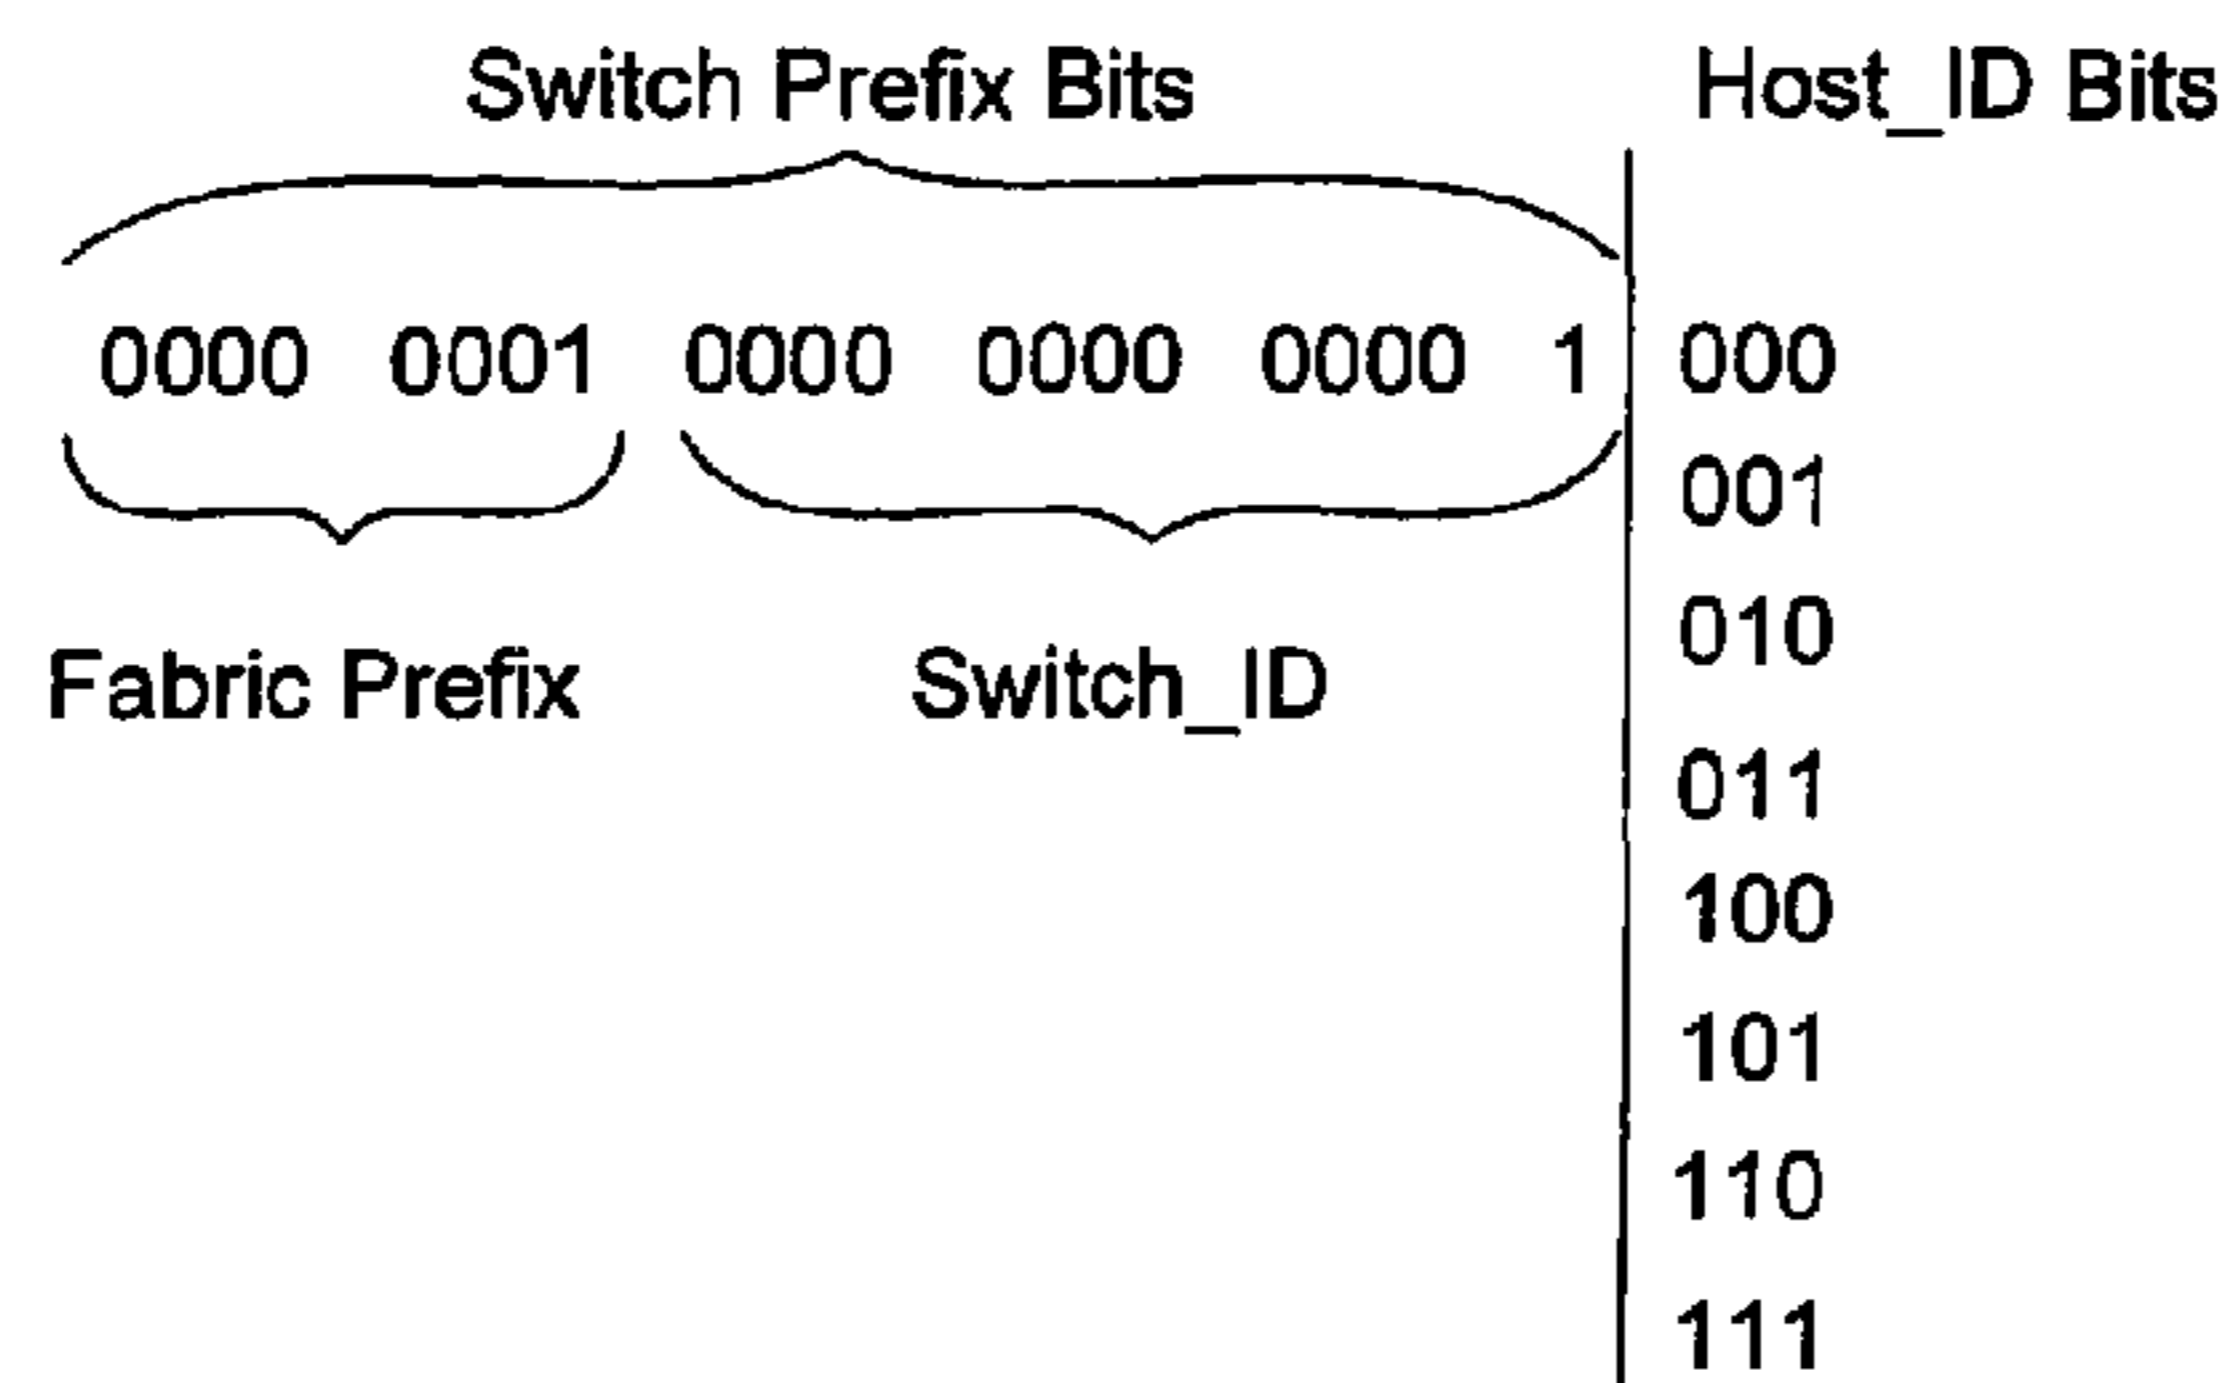 Switch Prefix Bits Host_ID Bits
0000 0001 0000 0000 0000 1 000
001
010
Fabric Prefix Switch_ID
011
100
101
110
111